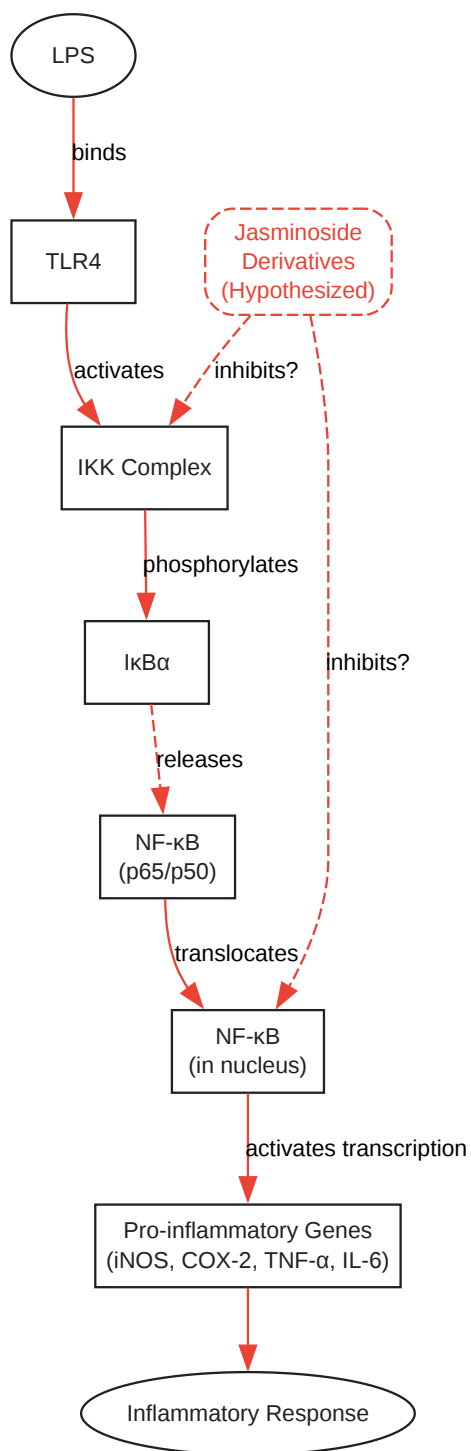 LPS
binds
TLR4
Jasminoside
Derivatives
(Hypothesized)
activates
inhibits?
IKK Complex
phosphorylates
IκBα
inhibits?
releases
NF-κB
(p65/p50)
translocates
NF-κB
(in nucleus)
activates transcription
Pro-inflammatory Genes
(iNOS, COX-2, TNF-α, IL-6)
Inflammatory Response